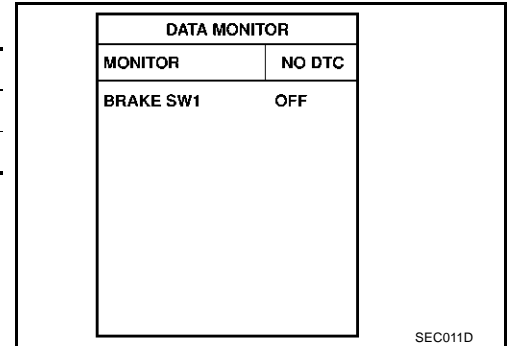 DATA MONITOR
MONITOR NO DTC
BRAKE SW1 OFF
SEC011D